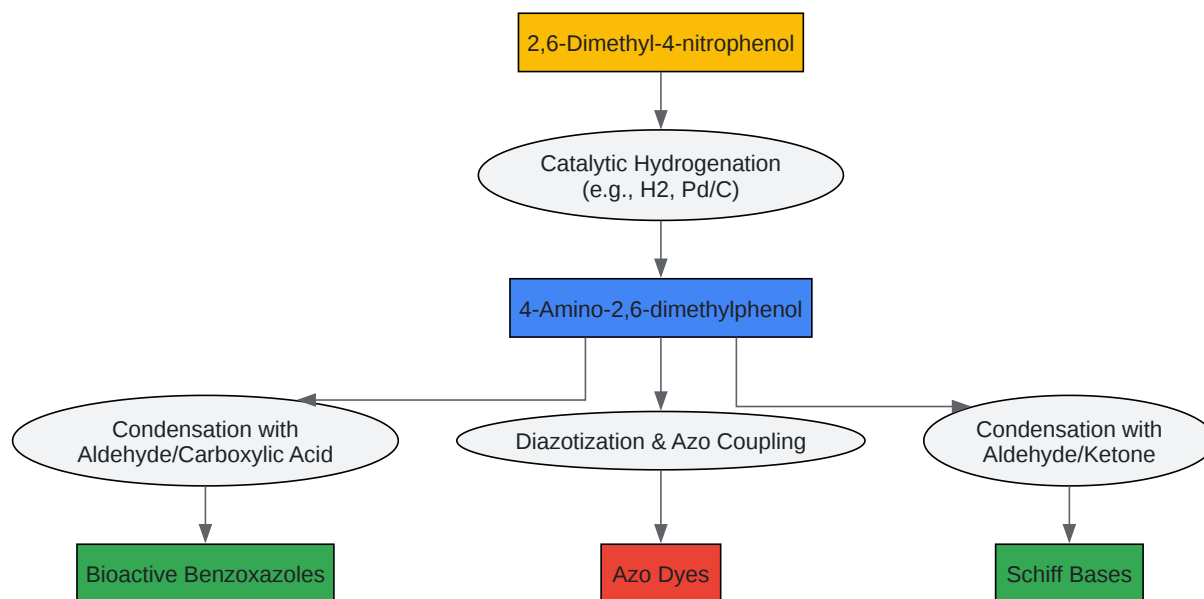 2,6-Dimethyl-4-nitrophenol
Catalytic Hydrogenation
(e.g., H2, Pd/C)
4-Amino-2,6-dimethylphenol
Condensation with
Aldehyde/Carboxylic Acid
Diazotization & Azo Coupling
Condensation with
Aldehyde/Ketone
Bioactive Benzoxazoles
Azo Dyes
Schiff Bases